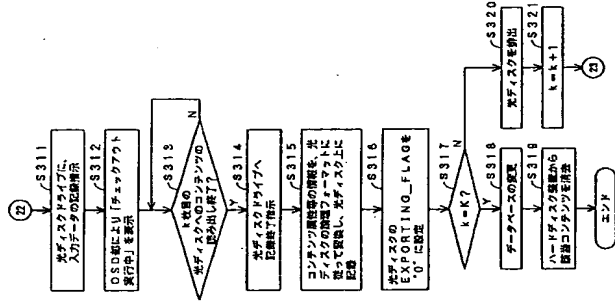 22
S311
光ディスクドライブに、
入力データの記録指示
S312
OSD部により「チェックアウト
実行中」を表示
S313
k枚目の
光ディスクへのコンテンツの
読み出し終了?
N
Y
S314
光ディスクドライブへ
記録終了指示
S315
コンテンツ属性等の情報を、光
ディスクの論理フォーマットに
従って変換し、光ディスク上に
記録
S316
光ディスクの
EXPORTING_FLAGを
"0"に設定
S317
k=K?
N
Y
S318
データベースの変更
S319
ハードディスク装置から
該当コンテンツを消去
エンド
S320
光ディスクを排出
S321
k=k+1
23